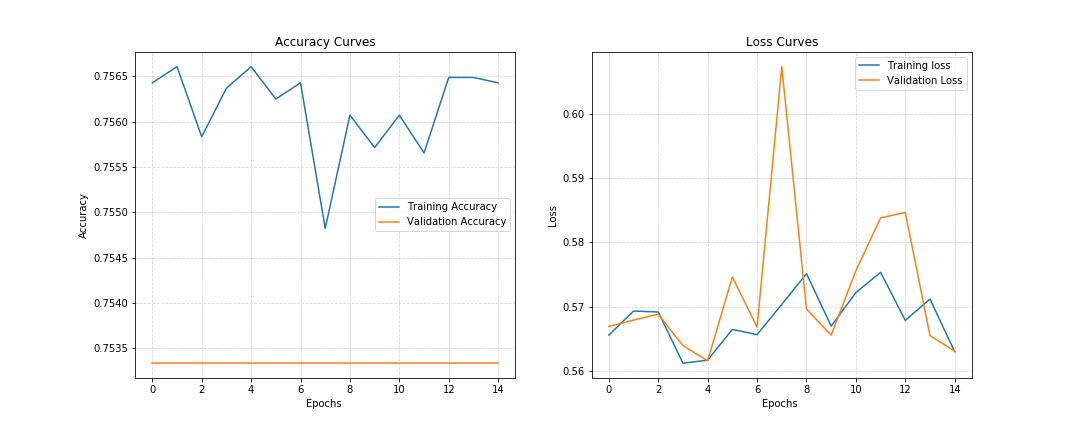 Accuracy Curves
0.7565
0.7560
0.7555
0.7550
0.7545
0.7540
0.7535
Accuracy
Training Accuracy
Validation Accuracy
0 2 4 6 8 10 12 14
Epochs
Loss Curves
0.60
0.59
0.58
0.57
0.56
Loss
Training loss
Validation Loss
0 2 4 6 8 10 12 14
Epochs